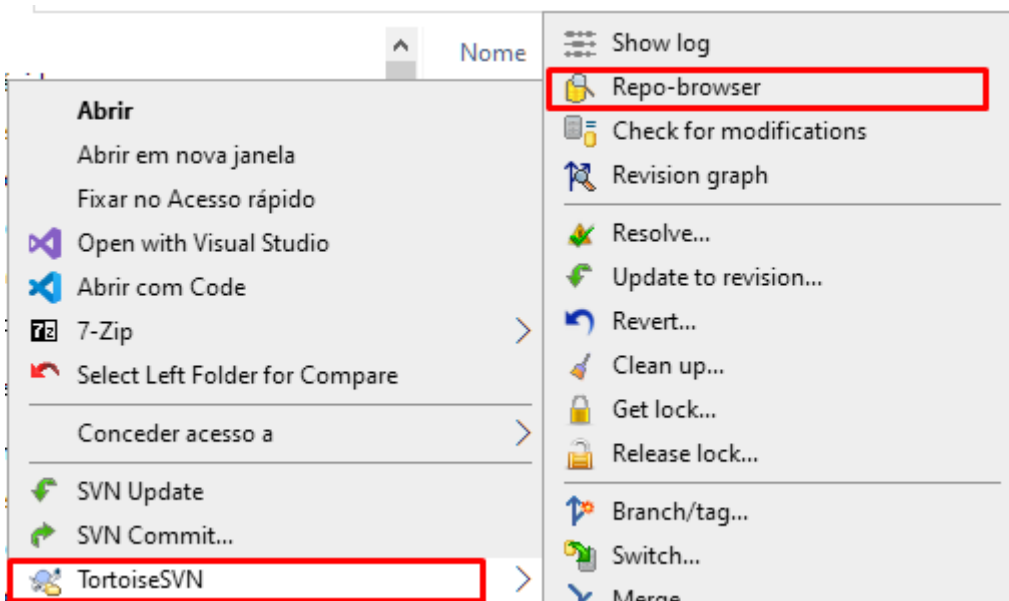 Nome
Abrir
Abrir em nova janela
Fixar no Acesso rápido
Open with Visual Studio
Abrir com Code
7-Zip
Select Left Folder for Compare
Conceder acesso a
SVN Update
SVN Commit...
TortoiseSVN
Show log
Repo-browser
Check for modifications
Revision graph
Resolve...
Update to revision...
Revert...
Clean up...
Get lock...
Release lock...
Branch/tag...
Switch...
Merge